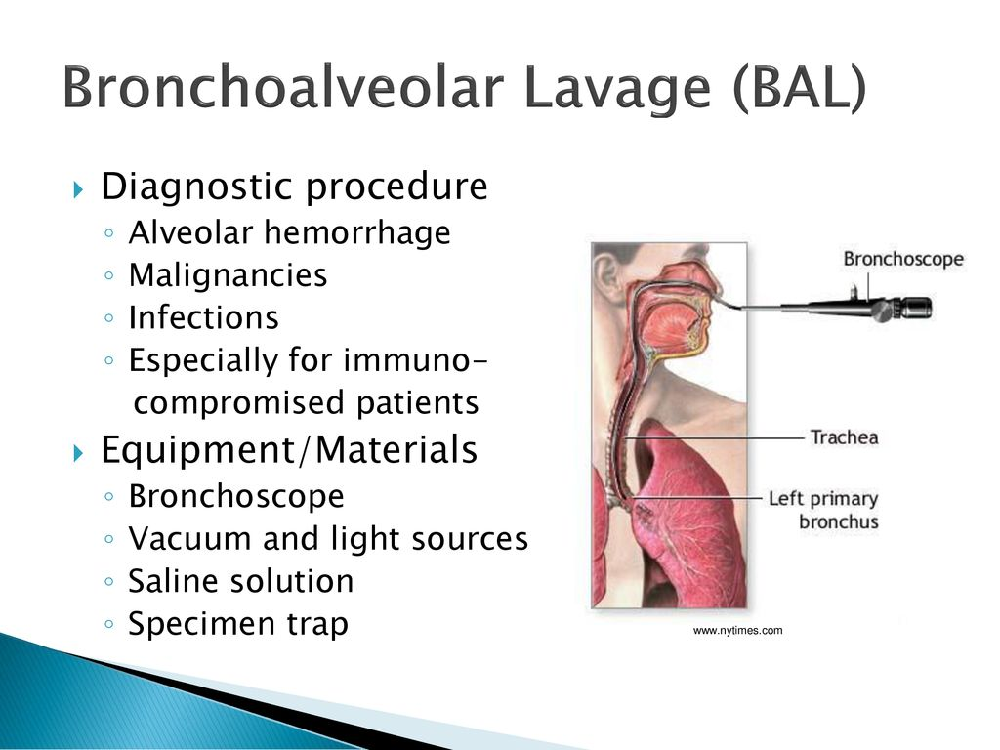 Bronchoalveolar Lavage (BAL)
Diagnostic procedure
Alveolar hemorrhage
Malignancies
Infections
Especially for immuno-
compromised patients
Equipment/Materials
Bronchoscope
Vacuum and light sources
Saline solution
Specimen trap
Bronchoscope
Trachea
Left primary
bronchus
www.nytimes.com